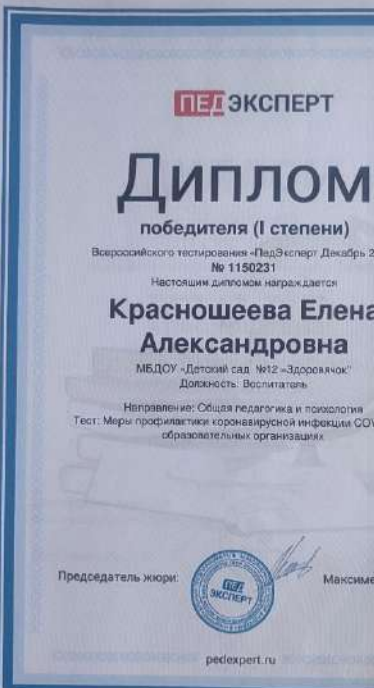 ПЕДЭКСПЕРТ
Диплом
победителя (I степени)
Всероссийского тестирования «ПедЭксперт Декабрь 2
№ 1150231
Настоящим дипломом награждается
Красношеева Елена
Александровна
МБДОУ «Детский сад №12 «Здоровячок"
Должность: Воспитатель
Направление: Общая педагогика и психология
Тест: Меры профилактики коронавирусной инфекции COV
образовательных организациях
Председатель жюри:
ПЕД
ЭКСПЕРТ
Максиме
pedexpert.ru